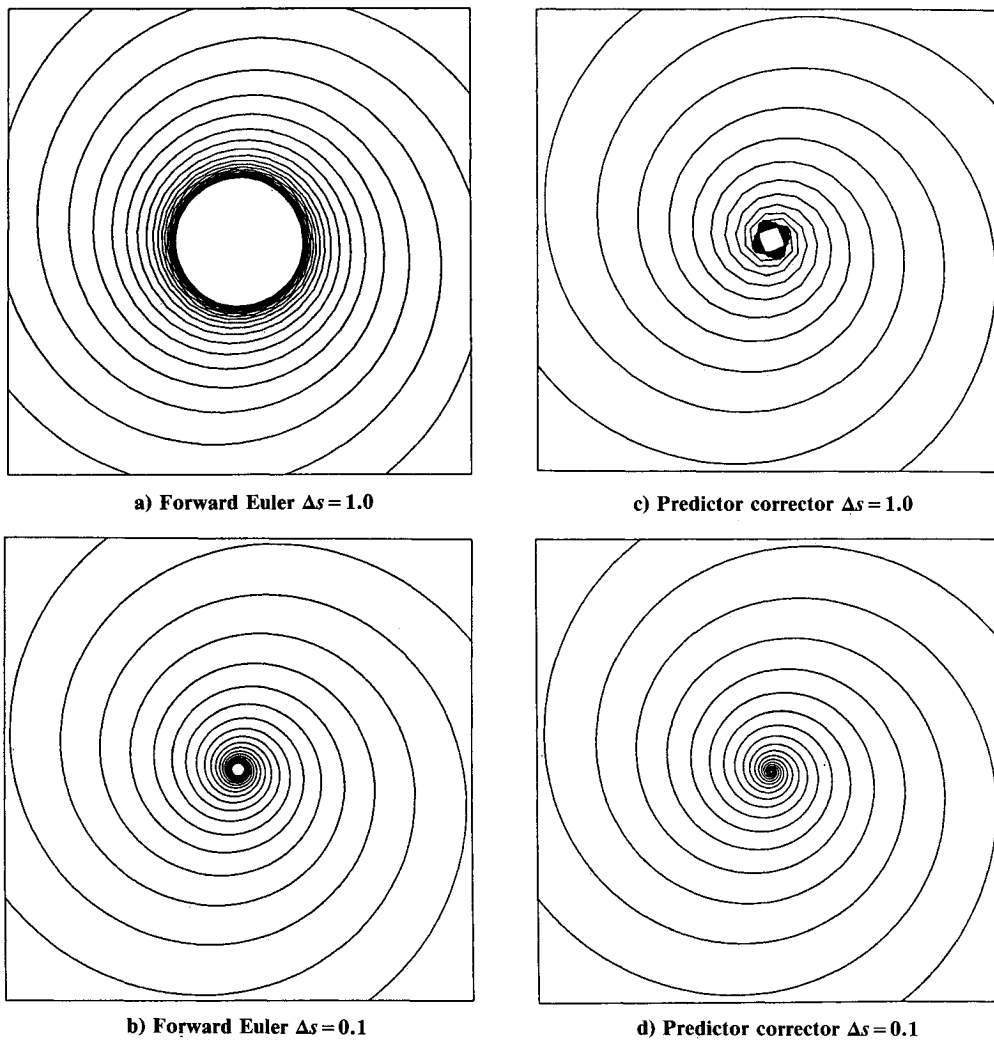 a) Forward Euler Δs = 1.0
c) Predictor corrector Δs = 1.0
b) Forward Euler Δs = 0.1
d) Predictor corrector Δs = 0.1